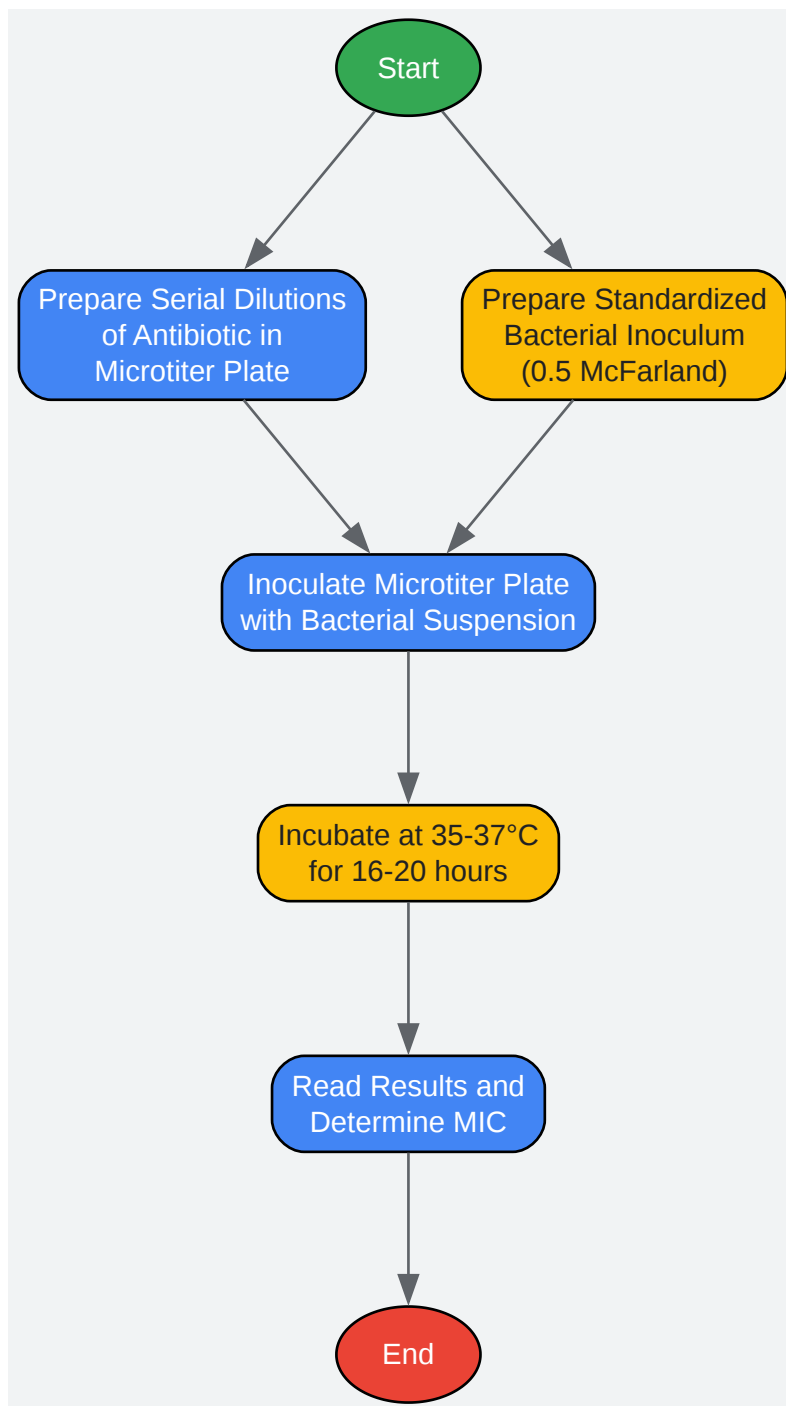 Start
Prepare Serial Dilutions
of Antibiotic in
Microtiter Plate
Prepare Standardized
Bacterial Inoculum
(0.5 McFarland)
Inoculate Microtiter Plate
with Bacterial Suspension
Incubate at 35-37°C
for 16-20 hours
Read Results and
Determine MIC
End